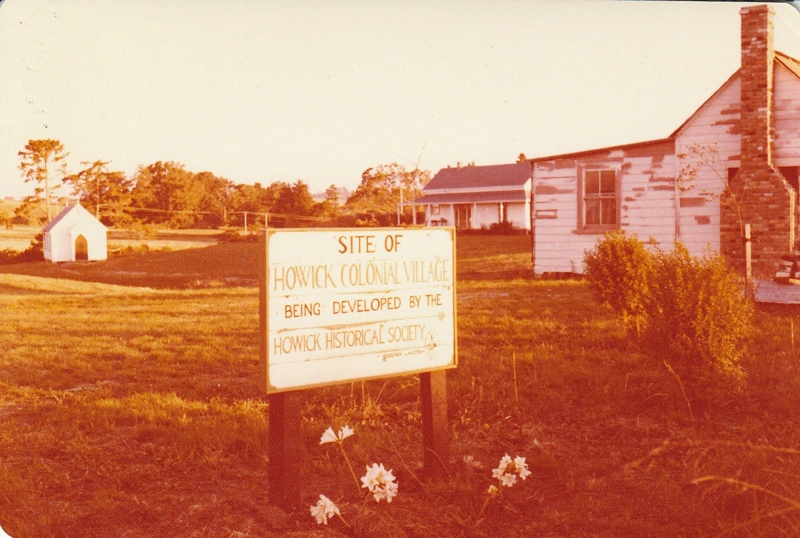 SITE OF
HOWICK COLONIAL VILLAGE
BEING DEVELOPED BY THE
HOWICK HISTORICAL SOCIETY